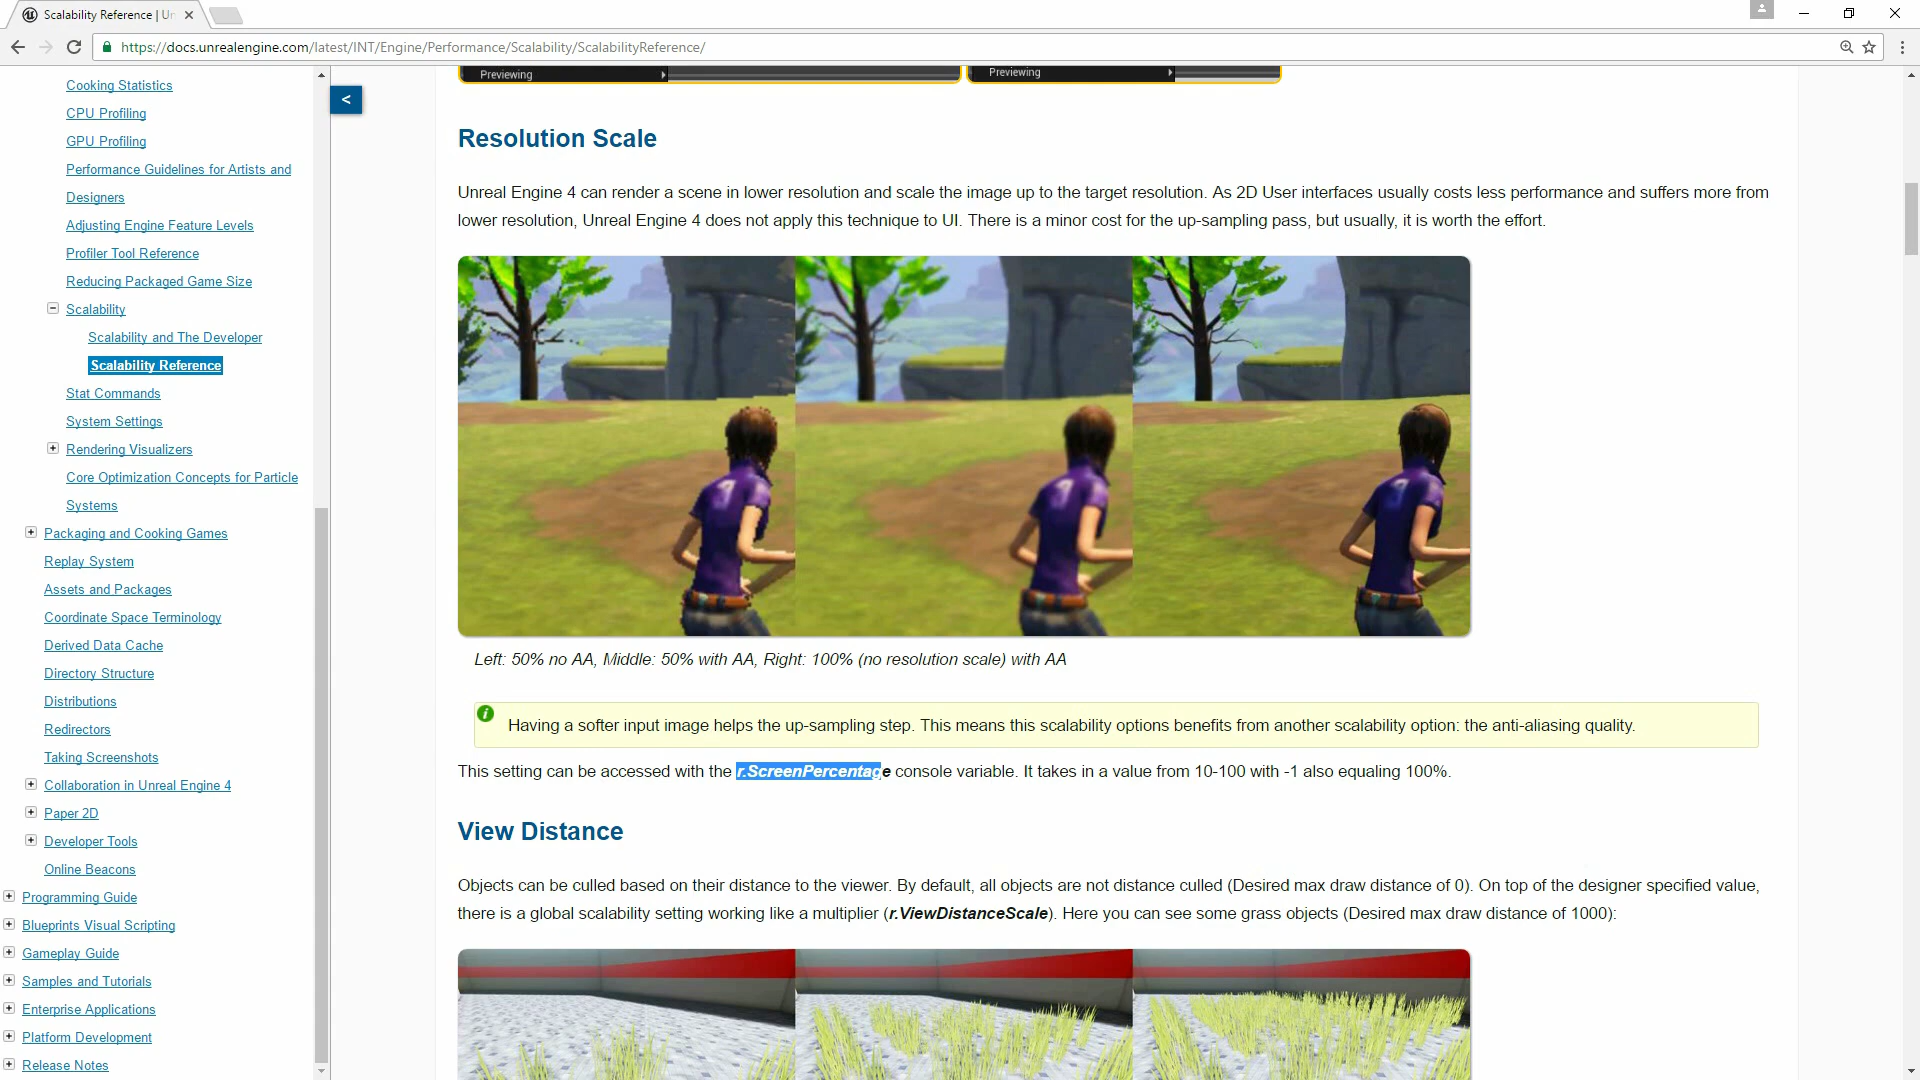 Scalability Reference | Un
https://docs.unrealengine.com/latest/INT/Engine/Performance/Scalability/ScalabilityReference/
Cooking Statistics
CPU Profiling
GPU Profiling
Performance Guidelines for Artists and
Designers
Adjusting Engine Feature Levels
Profiler Tool Reference
Reducing Packaged Game Size
Scalability
Scalability and The Developer
Scalability Reference
Stat Commands
System Settings
Rendering Visualizers
Core Optimization Concepts for Particle
Systems
Packaging and Cooking Games
Replay System
Assets and Packages
Coordinate Space Terminology
Derived Data Cache
Directory Structure
Distributions
Redirectors
Taking Screenshots
Collaboration in Unreal Engine 4
Paper 2D
Developer Tools
Online Beacons
Programming Guide
Blueprints Visual Scripting
Gameplay Guide
Samples and Tutorials
Enterprise Applications
Platform Development
Release Notes
<
Previewing
Previewing
Resolution Scale
Unreal Engine 4 can render a scene in lower resolution and scale the image up to the target resolution. As 2D User interfaces usually costs less performance and suffers more from
lower resolution, Unreal Engine 4 does not apply this technique to UI. There is a minor cost for the up-sampling pass, but usually, it is worth the effort.
Left: 50% no AA, Middle: 50% with AA, Right: 100% (no resolution scale) with AA
Having a softer input image helps the up-sampling step. This means this scalability options benefits from another scalability option: the anti-aliasing quality.
This setting can be accessed with the r.ScreenPercentage console variable. It takes in a value from 10-100 with -1 also equaling 100%.
View Distance
Objects can be culled based on their distance to the viewer. By default, all objects are not distance culled (Desired max draw distance of 0). On top of the designer specified value,
there is a global scalability setting working like a multiplier (r.ViewDistanceScale). Here you can see some grass objects (Desired max draw distance of 1000):